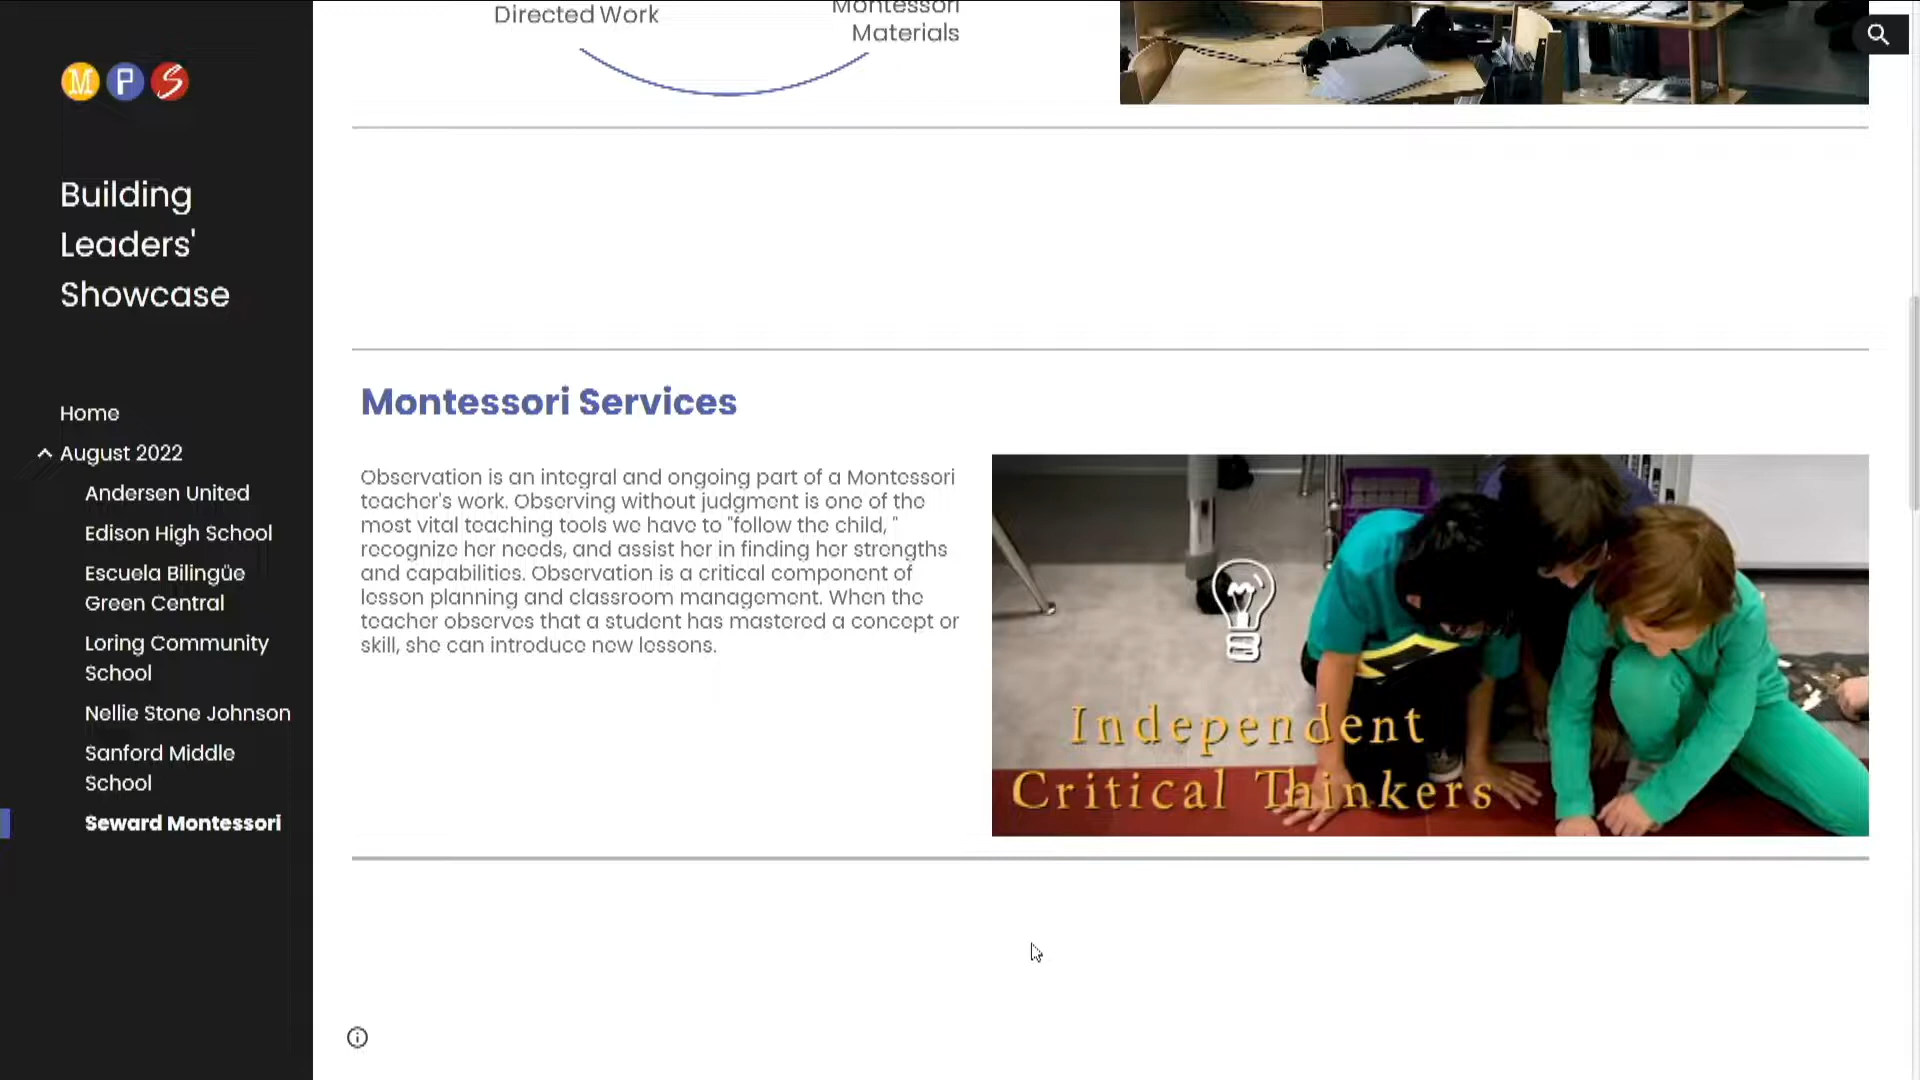 M P S
Building
Leaders'
Showcase
Home
August 2022
Andersen United
Edison High School
Escuela Bilingüe
Green Central
Loring Community
School
Nellie Stone Johnson
Sanford Middle
School
Seward Montessori
Directed Work
Montessori
Materials
Montessori Services
Observation is an integral and ongoing part of a Montessori
teacher's work. Observing without judgment is one of the
most vital teaching tools we have to "follow the child, "
recognize her needs, and assist her in finding her strengths
and capabilities. Observation is a critical component of
lesson planning and classroom management. When the
teacher observes that a student has mastered a concept or
skill, she can introduce new lessons.
Independent
Critical Thinkers